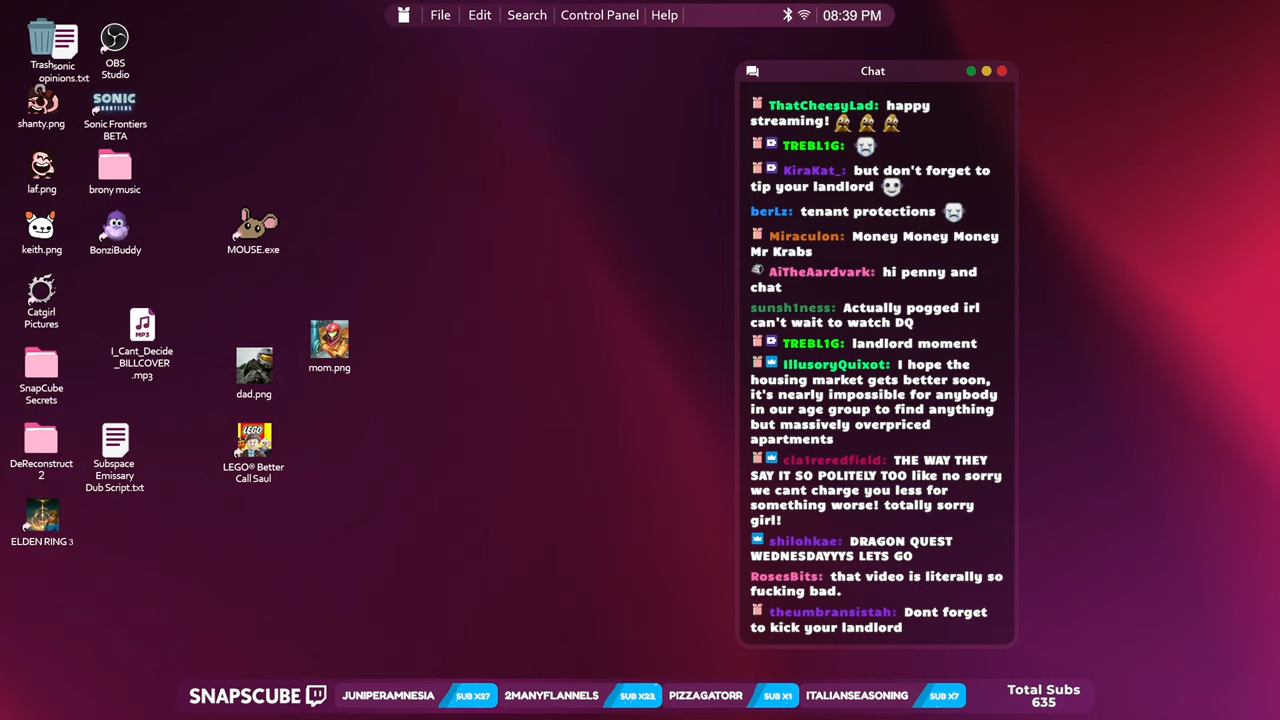 File Edit Search Control Panel Help 08:39 PM
Trash
sonic
opinions.txt
OBS
Studio
shanty.png
SONIC
FRONTIERS
Sonic Frontiers
BETA
laf.png
brony music
keith.png
BonziBuddy
MOUSE.exe
Catgirl
Pictures
MP3
I_Cant_Decide
_BILLCOVER
.mp3
mom.png
dad.png
SnapCube
Secrets
DeReconstruct
2
Subspace
Emissary
Dub Script.txt
LEGO
LEGO® Better
Call Saul
ELDEN RING 3
Chat
ThatCheesyLad: happy
streaming!
TREBL1G:
KiraKat_: but don't forget to
tip your landlord
berLz: tenant protections
Miraculon: Money Money Money
Mr Krabs
AiTheAardvark: hi penny and
chat
sunsh1ness: Actually pogged irl
can't wait to watch DQ
TREBL1G: landlord moment
IllusoryQuixot: I hope the
housing market gets better soon,
it's nearly impossible for anybody
in our age group to find anything
but massively overpriced
apartments
cla1reredfield: THE WAY THEY
SAY IT SO POLITELY TOO like no sorry
we cant charge you less for
something worse! totally sorry
girl!
shilohkae: DRAGON QUEST
WEDNESDAYYYS LETS GO
RosesBits: that video is literally so
fucking bad.
theumbransistah: Dont forget
to kick your landlord
SNAPSCUBE JUNIPERAMNESIA SUB X27 2MANYFLANNELS SUB X23 PIZZAGATORR SUB X1 ITALIANSEASONING SUB X7
Total Subs
635